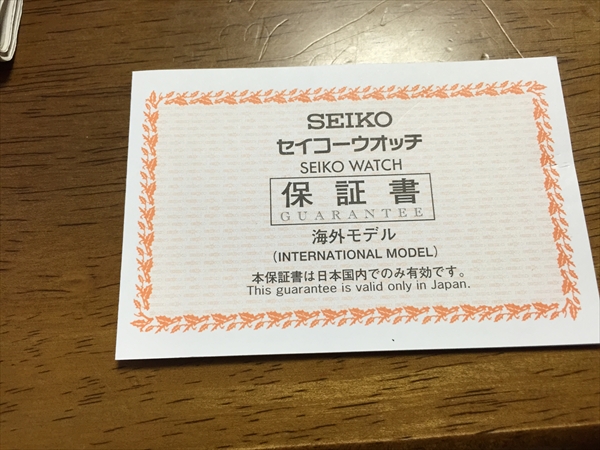 SEIKO
セイコーウオッチ
SEIKO WATCH
保証書
GUARANTEE
海外モデル
(INTERNATIONAL MODEL)
本保証書は日本国内でのみ有効です。
This guarantee is valid only in Japan.